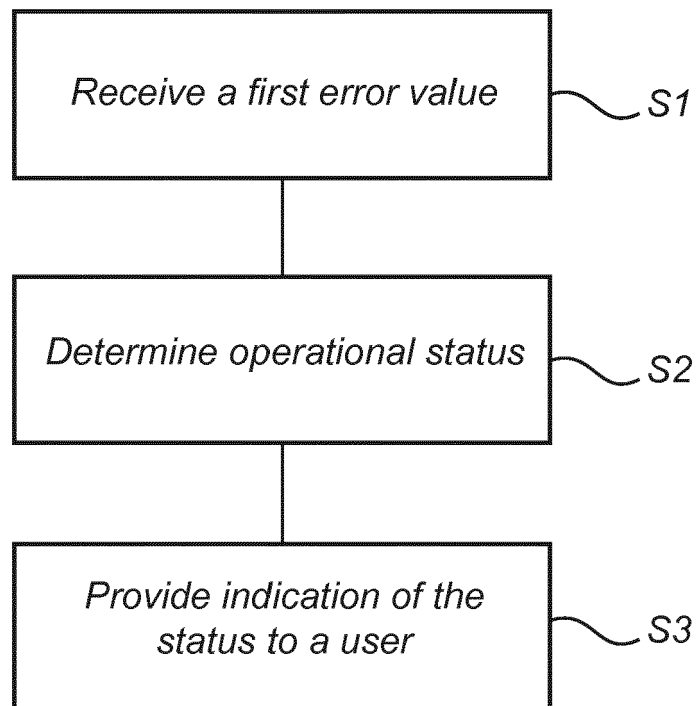 Receive a first error value
S1
Determine operational status
S2
Provide indication of the
status to a user
S3